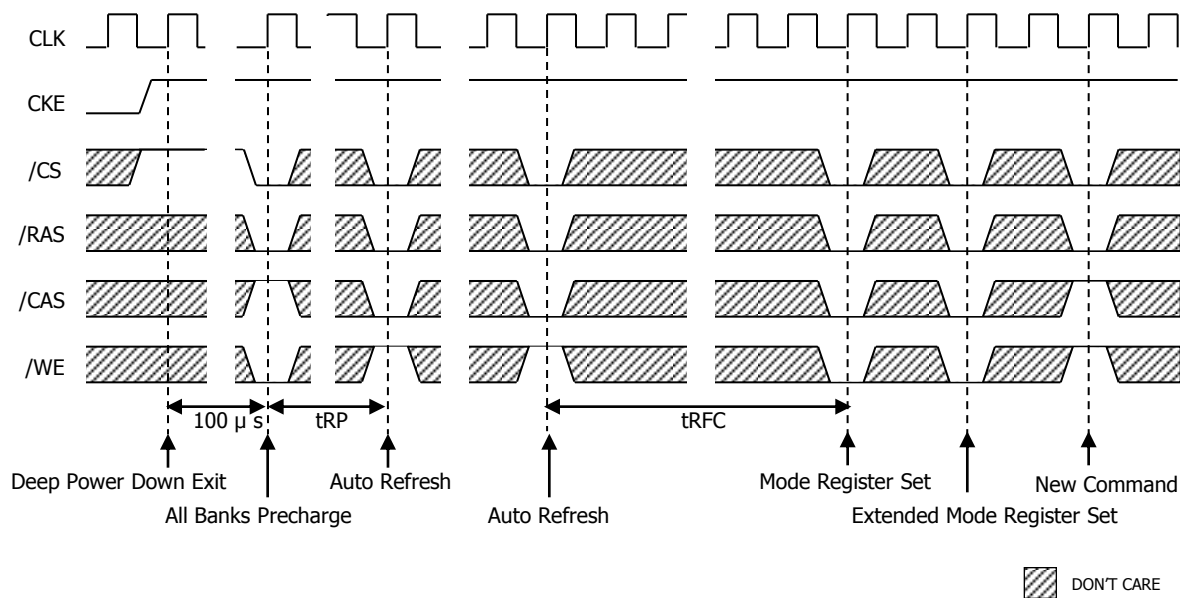 CLK
CKE
/CS
/RAS
/CAS
/WE
100 μ s
tRP
tRFC
Deep Power Down Exit
Auto Refresh
Mode Register Set
New Command
All Banks Precharge
Auto Refresh
Extended Mode Register Set
DON'T CARE